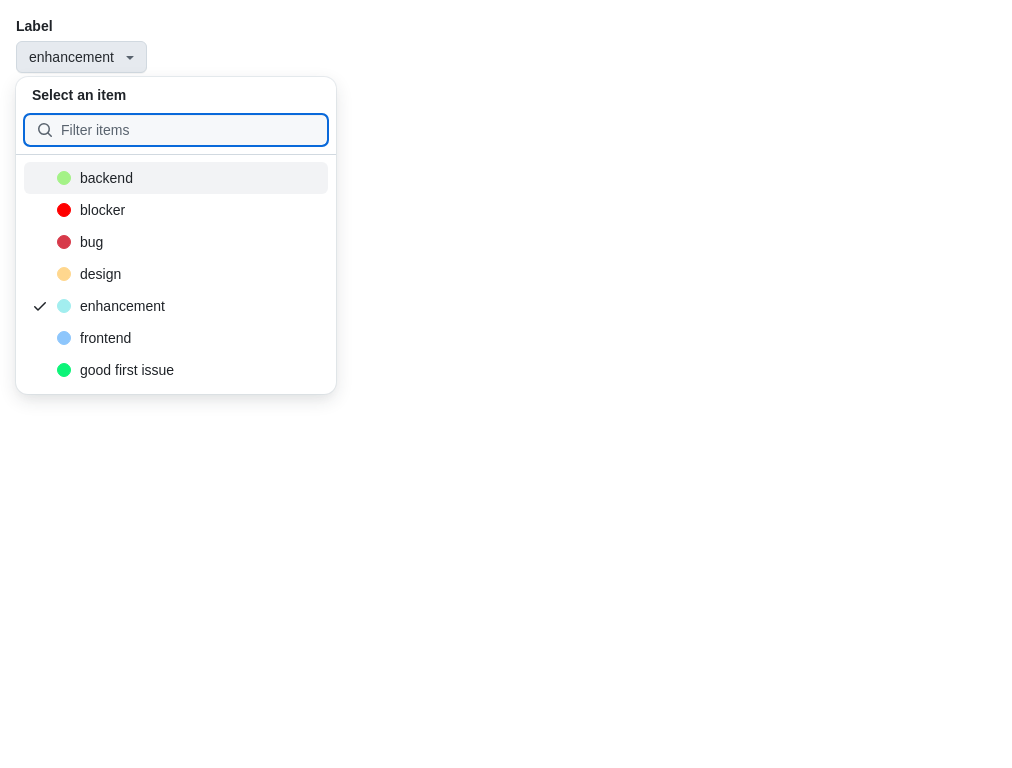 Label
enhancement
Select an item
Filter items
backend
blocker
bug
design
enhancement
frontend
good first issue